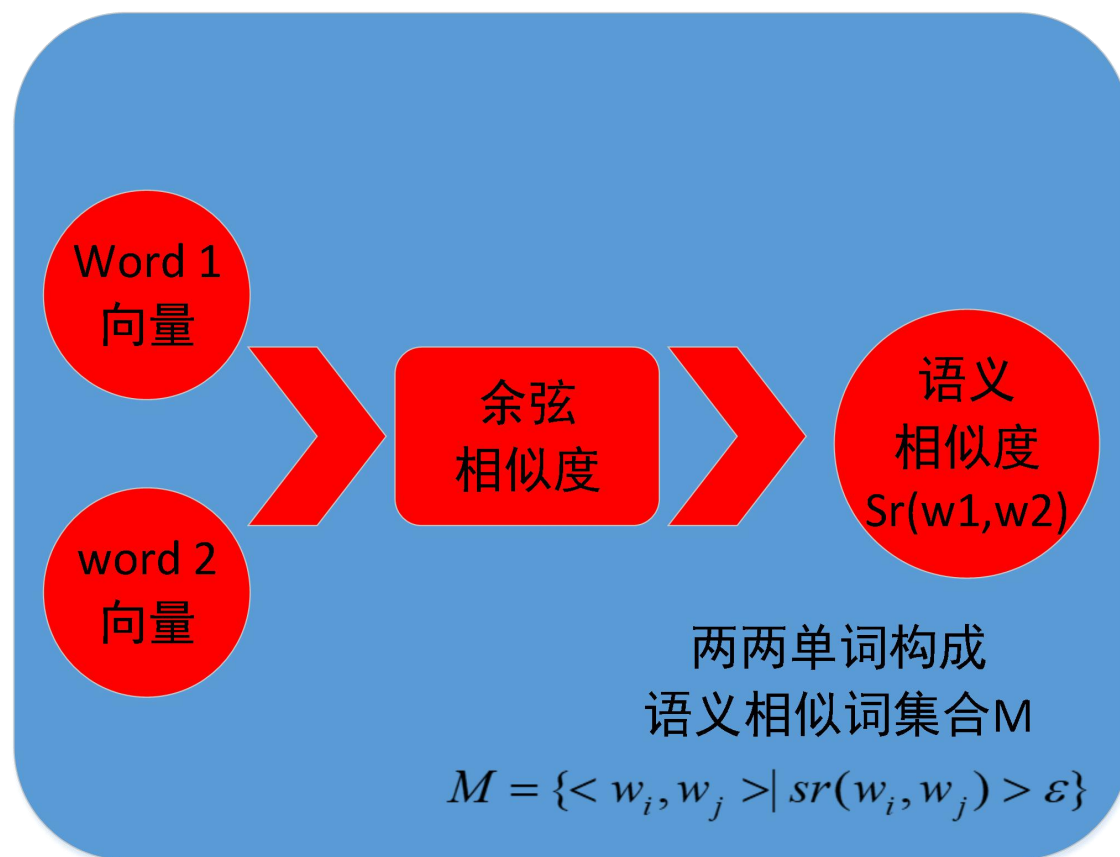 Word 1
向量
word 2
向量
余弦
相似度
语义
相似度
Sr(w1,w2)
两两单词构成
语义相似词集合M
M = {< w_i, w_j >| sr(w_i, w_j) > ε}